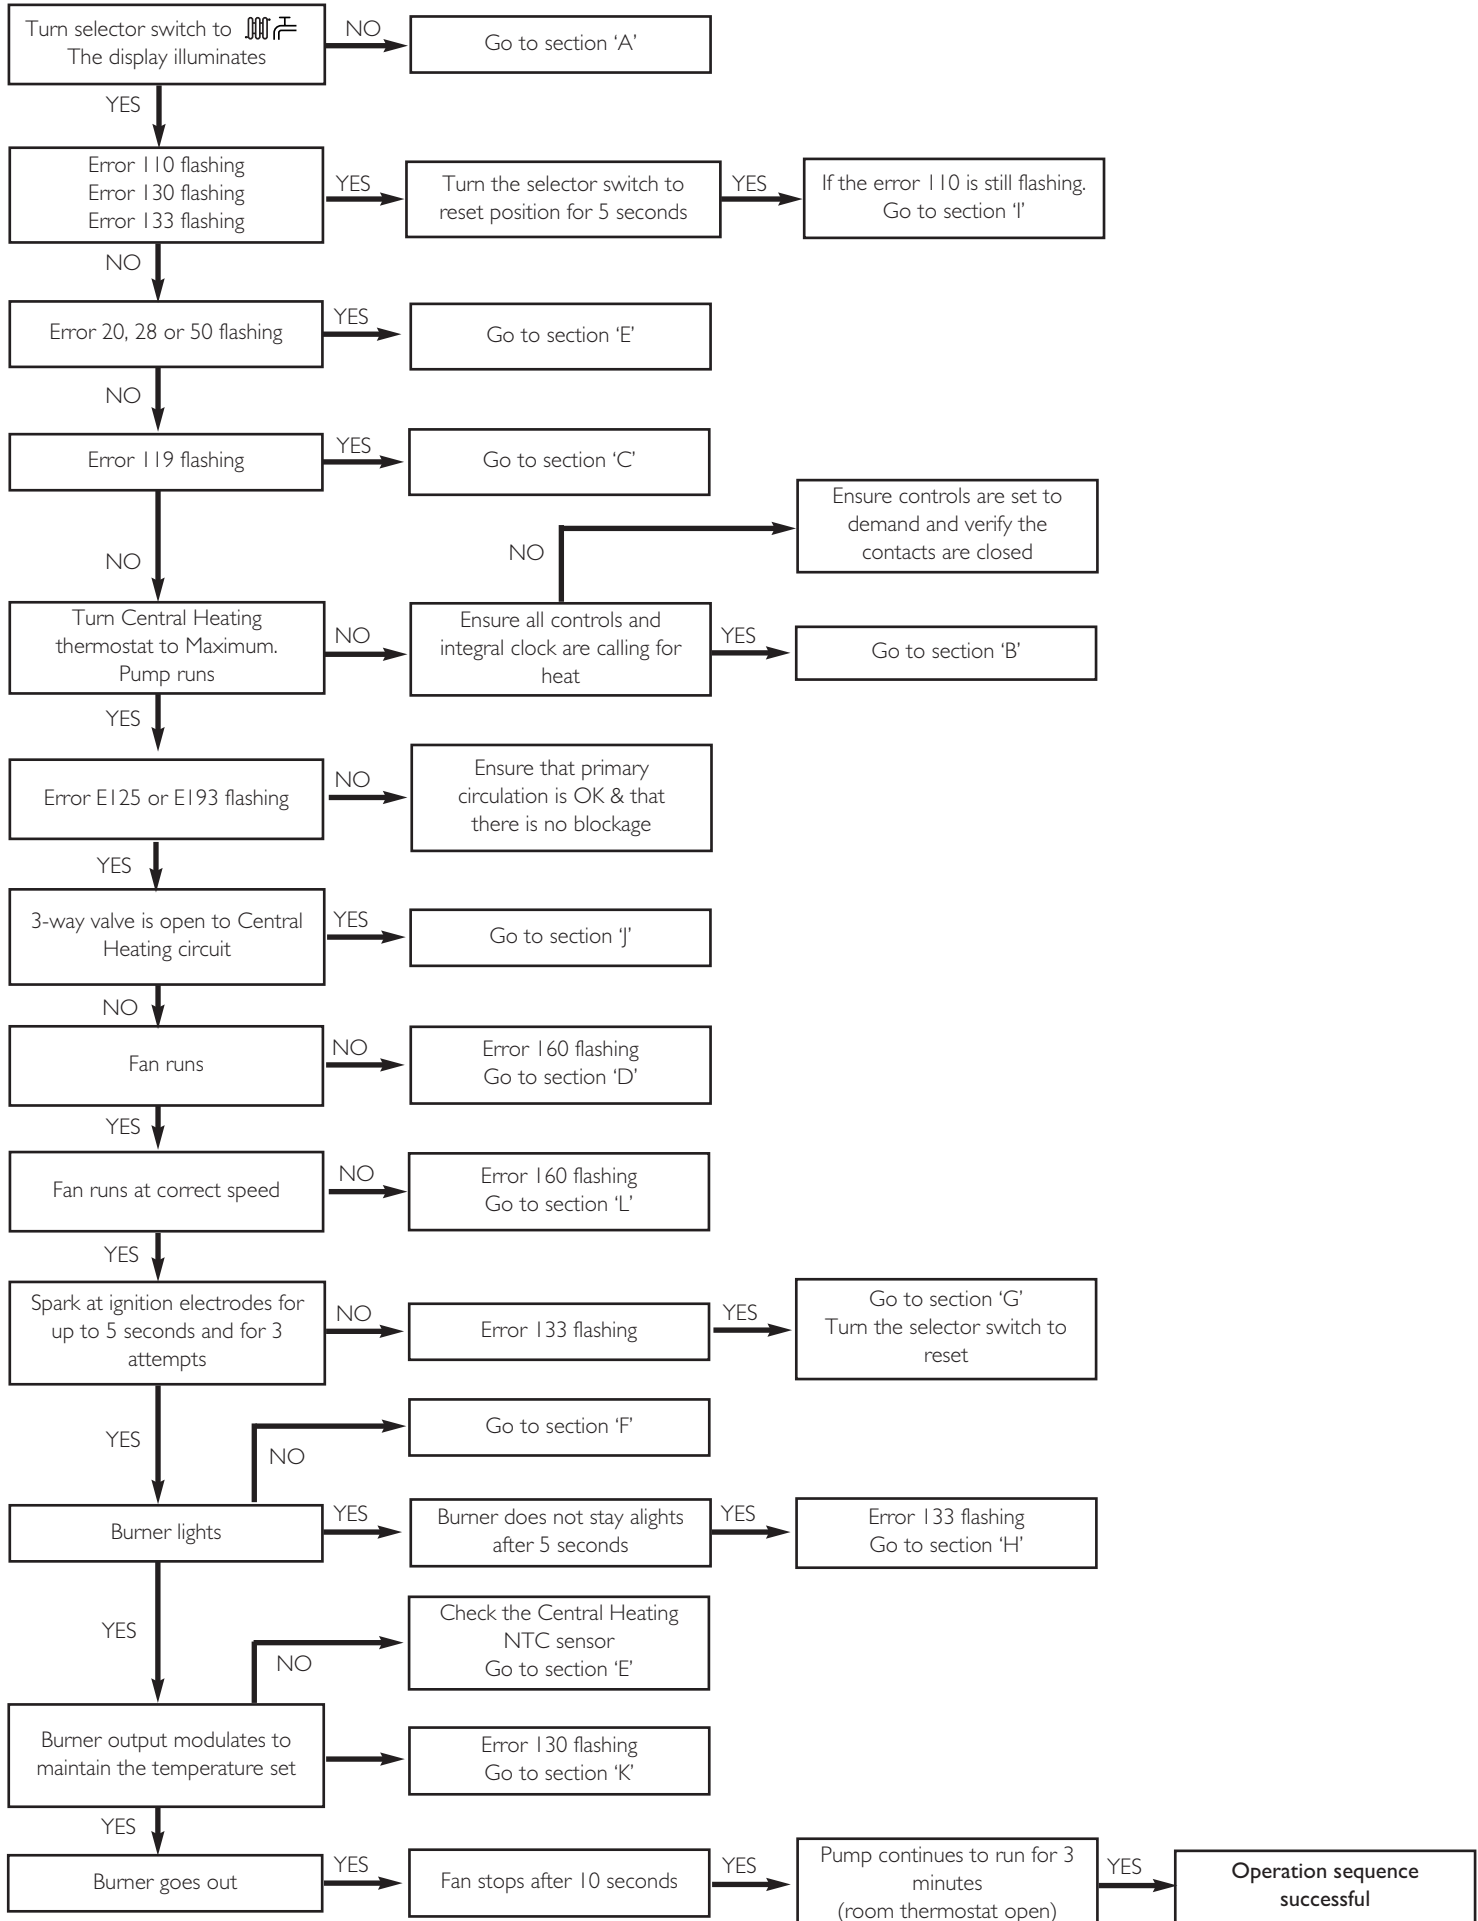 Turn selector switch to
The display illuminates
NO
Go to section ‘A’
YES
Error 110 flashing
Error 130 flashing
Error 133 flashing
YES
Turn the selector switch to
reset position for 5 seconds
YES
If the error 110 is still flashing.
Go to section ‘I’
NO
Error 20, 28 or 50 flashing
YES
Go to section ‘E’
NO
Error 119 flashing
YES
Go to section ‘C’
NO
Ensure controls are set to
demand and verify the
contacts are closed
NO
Turn Central Heating
thermostat to Maximum.
Pump runs
NO
Ensure all controls and
integral clock are calling for
heat
YES
Go to section ‘B’
YES
Error E125 or E193 flashing
NO
Ensure that primary
circulation is OK & that
there is no blockage
YES
3-way valve is open to Central
Heating circuit
YES
Go to section ‘J’
NO
Fan runs
NO
Error 160 flashing
Go to section ‘D’
YES
Fan runs at correct speed
NO
Error 160 flashing
Go to section ‘L’
YES
Spark at ignition electrodes for
up to 5 seconds and for 3
attempts
NO
Error 133 flashing
YES
Go to section ‘G’
Turn the selector switch to
reset
YES
NO
Go to section ‘F’
Burner lights
YES
Burner does not stay alights
after 5 seconds
YES
Error 133 flashing
Go to section ‘H’
YES
NO
Check the Central Heating
NTC sensor
Go to section ‘E’
Burner output modulates to
maintain the temperature set
Error 130 flashing
Go to section ‘K’
YES
Burner goes out
YES
Fan stops after 10 seconds
YES
Pump continues to run for 3
minutes
(room thermostat open)
YES
Operation sequence
successful